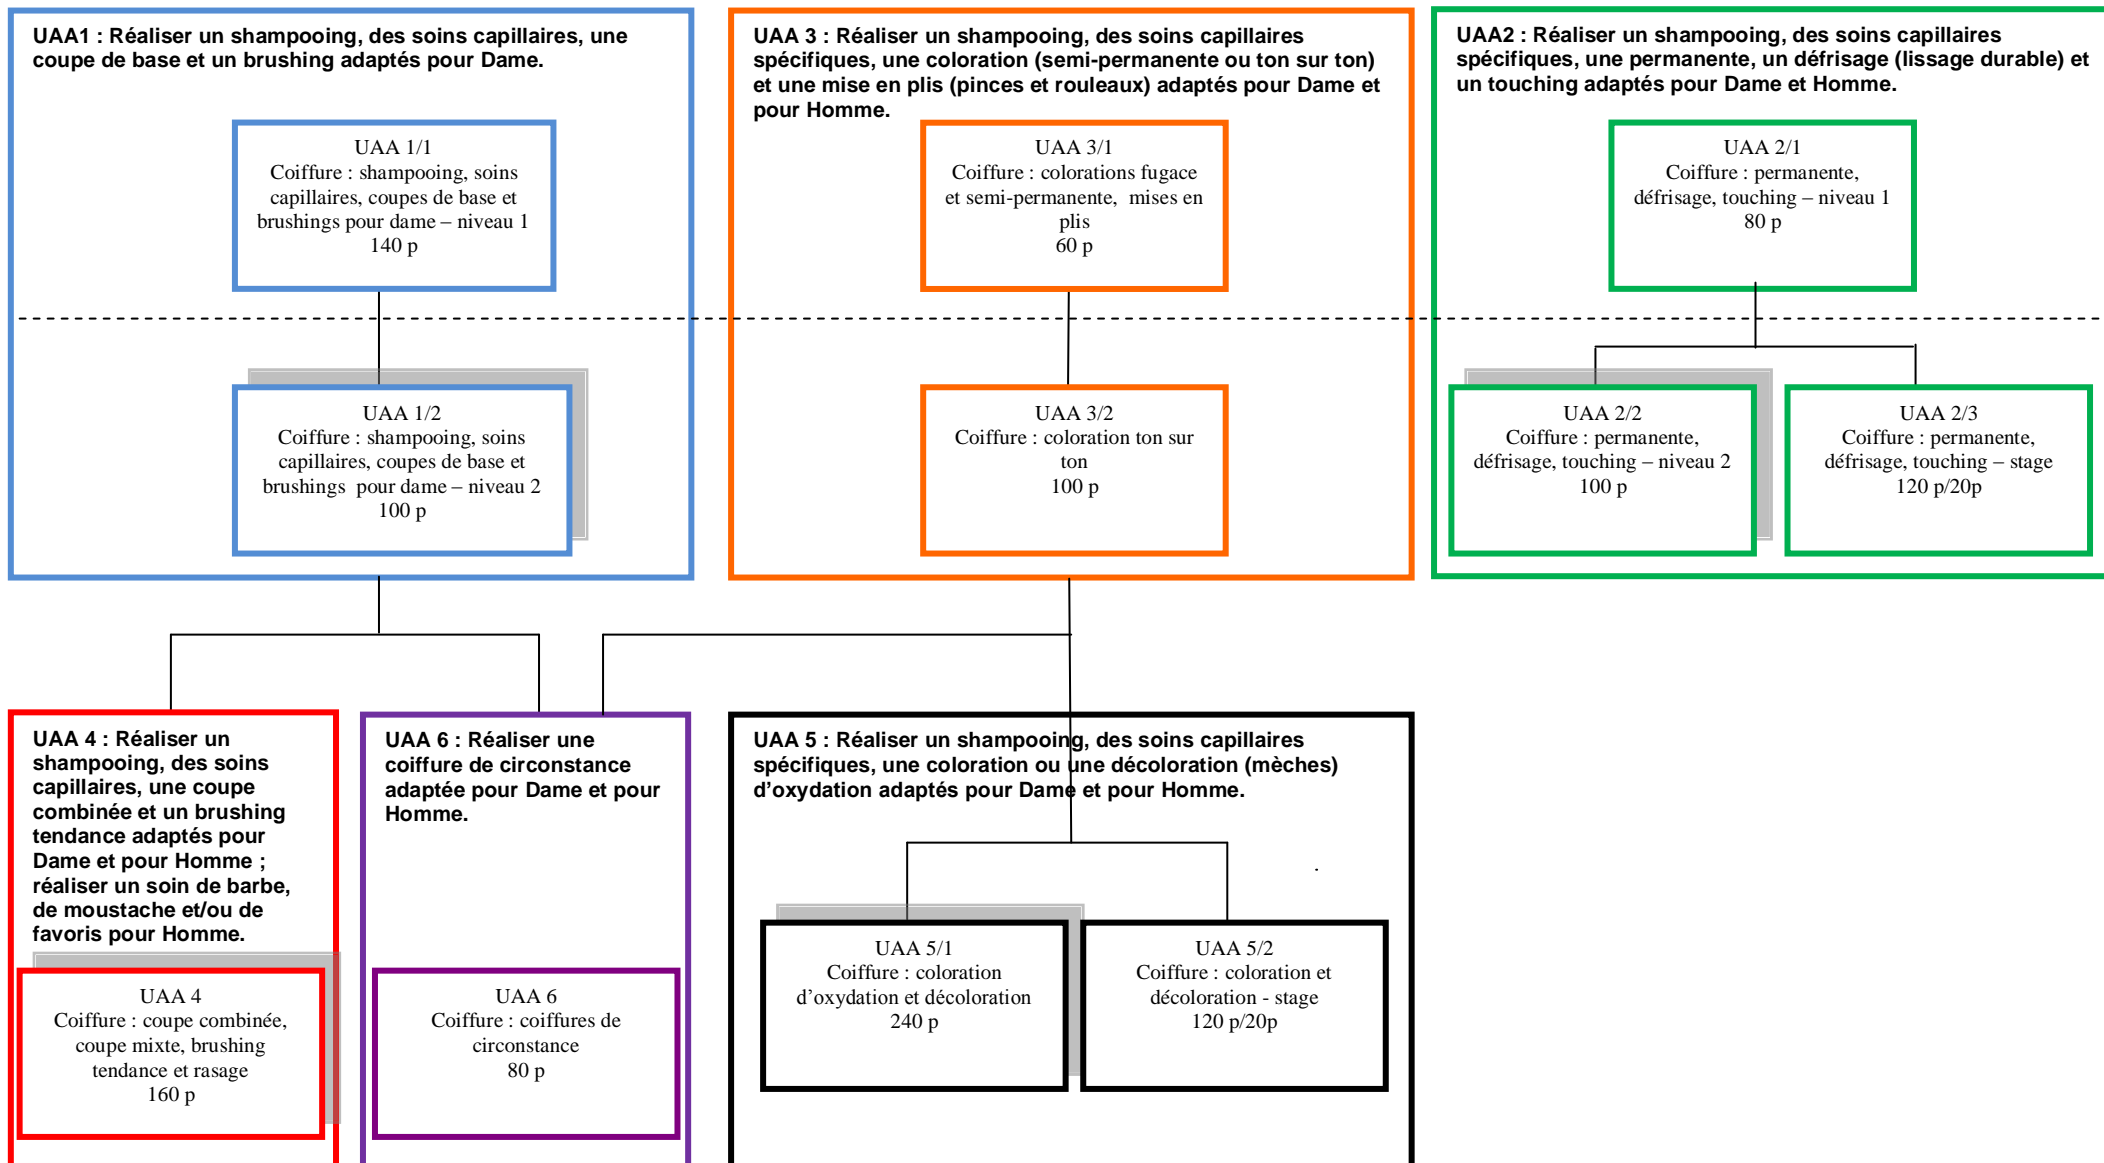 UAA1 : Réaliser un shampooing, des soins capillaires, une
coupe de base et un brushing adaptés pour Dame.
UAA 1/1
Coiffure : shampooing, soins
capillaires, coupes de base et
brushings pour dame – niveau 1
140 p
UAA 1/2
Coiffure : shampooing, soins
capillaires, coupes de base et
brushings pour dame – niveau 2
100 p
UAA 3 : Réaliser un shampooing, des soins capillaires
spécifiques, une coloration (semi-permanente ou ton sur ton)
et une mise en plis (pinces et rouleaux) adaptés pour Dame et
pour Homme.
UAA 3/1
Coiffure : colorations fugace
et semi-permanente, mises en
plis
60 p
UAA 3/2
Coiffure : coloration ton sur
ton
100 p
UAA2 : Réaliser un shampooing, des soins capillaires
spécifiques, une permanente, un défrisage (lissage durable) et
un touching adaptés pour Dame et Homme.
UAA 2/1
Coiffure : permanente,
défrisage, touching – niveau 1
80 p
UAA 2/2
Coiffure : permanente,
défrisage, touching – niveau 2
100 p
UAA 2/3
Coiffure : permanente,
défrisage, touching – stage
120 p/20p
UAA 4 : Réaliser un
shampooing, des soins
capillaires, une coupe
combinée et un brushing
tendance adaptés pour
Dame et pour Homme ;
réaliser un soin de barbe,
de moustache et/ou de
favoris pour Homme.
UAA 4
Coiffure : coupe combinée,
coupe mixte, brushing
tendance et rasage
160 p
UAA 6 : Réaliser une
coiffure de circonstance
adaptée pour Dame et pour
Homme.
UAA 6
Coiffure : coiffures de
circonstance
80 p
UAA 5 : Réaliser un shampooing, des soins capillaires
spécifiques, une coloration ou une décoloration (mèches)
d’oxydation adaptés pour Dame et pour Homme.
.
UAA 5/1
Coiffure : coloration
d’oxydation et décoloration
240 p
UAA 5/2
Coiffure : coloration et
décoloration - stage
120 p/20p